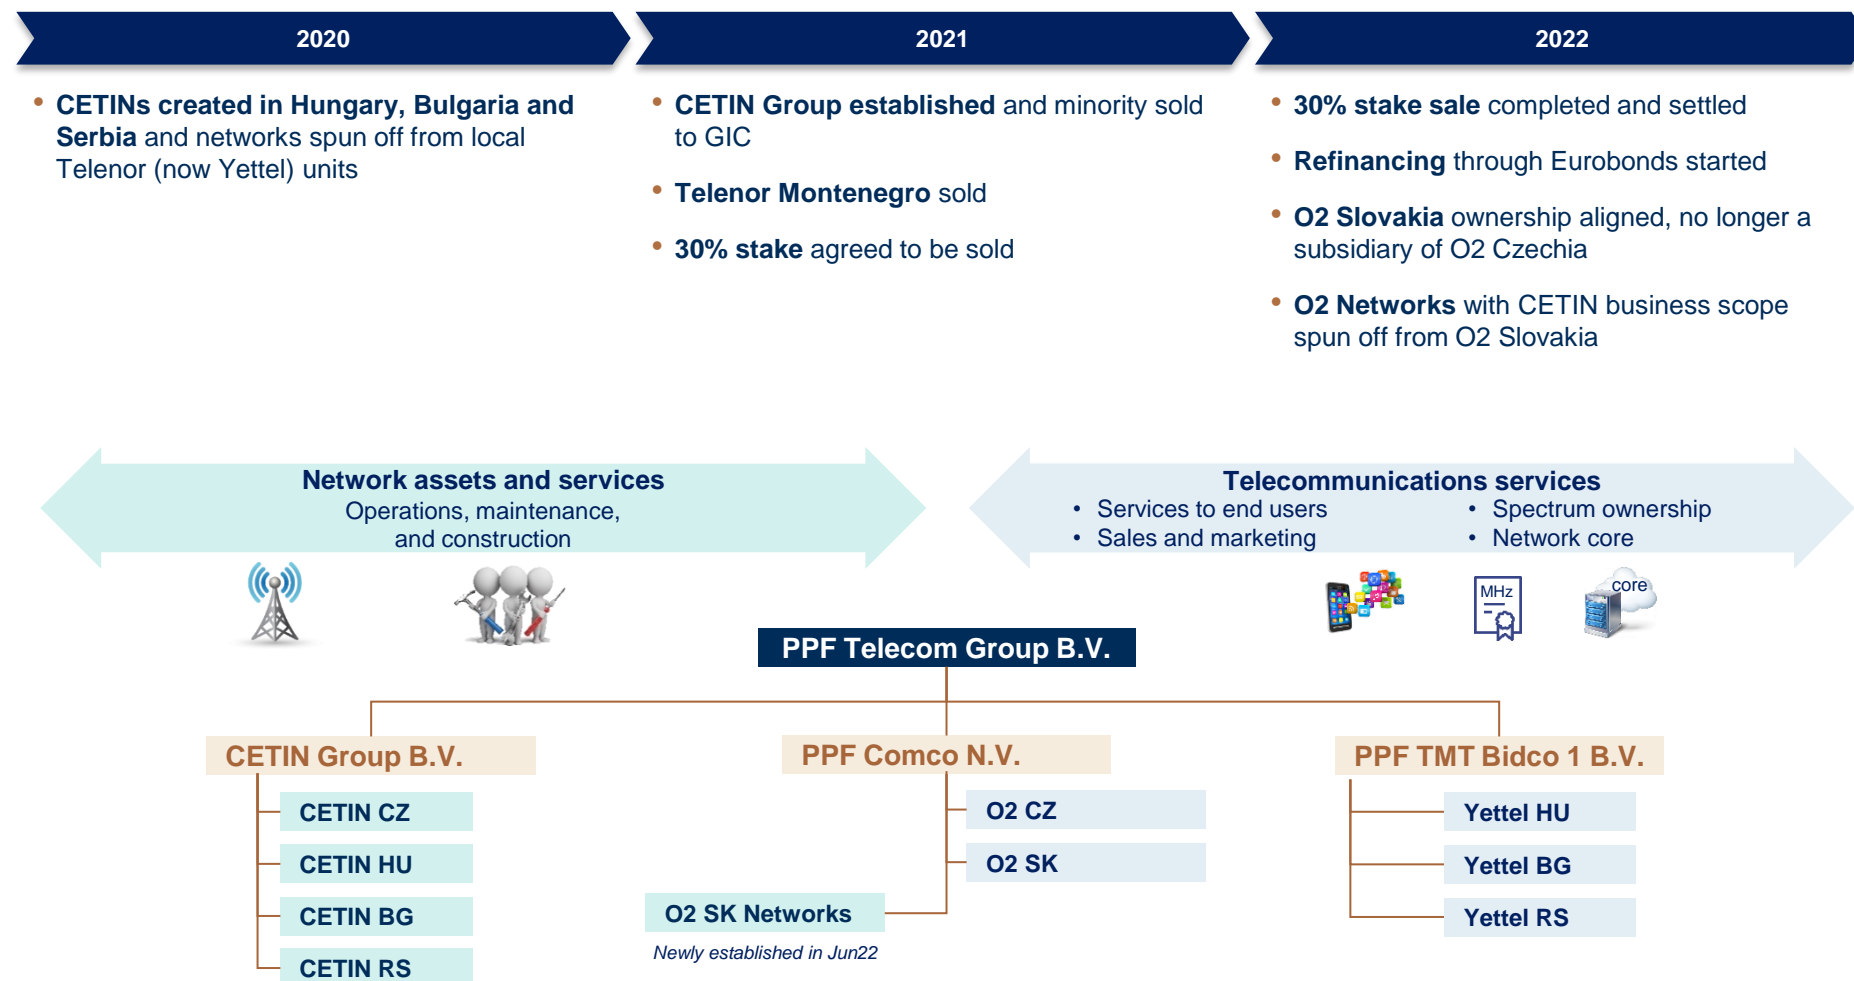 2020
2021
2022
• CETINs created in Hungary, Bulgaria and
Serbia and networks spun off from local
Telenor (now Yettel) units
• CETIN Group established and minority sold
to GIC
• Telenor Montenegro sold
• 30% stake agreed to be sold
• 30% stake sale completed and settled
• Refinancing through Eurobonds started
• O2 Slovakia ownership aligned, no longer a
subsidiary of O2 Czechia
• O2 Networks with CETIN business scope
spun off from O2 Slovakia
Network assets and services
Operations, maintenance,
and construction
Telecommunications services
• Services to end users
• Sales and marketing
• Spectrum ownership
• Network core
MHz
core
PPF Telecom Group B.V.
CETIN Group B.V.
CETIN CZ
CETIN HU
CETIN BG
CETIN RS
PPF Comco N.V.
O2 CZ
O2 SK
O2 SK Networks
Newly established in Jun22
PPF TMT Bidco 1 B.V.
Yettel HU
Yettel BG
Yettel RS